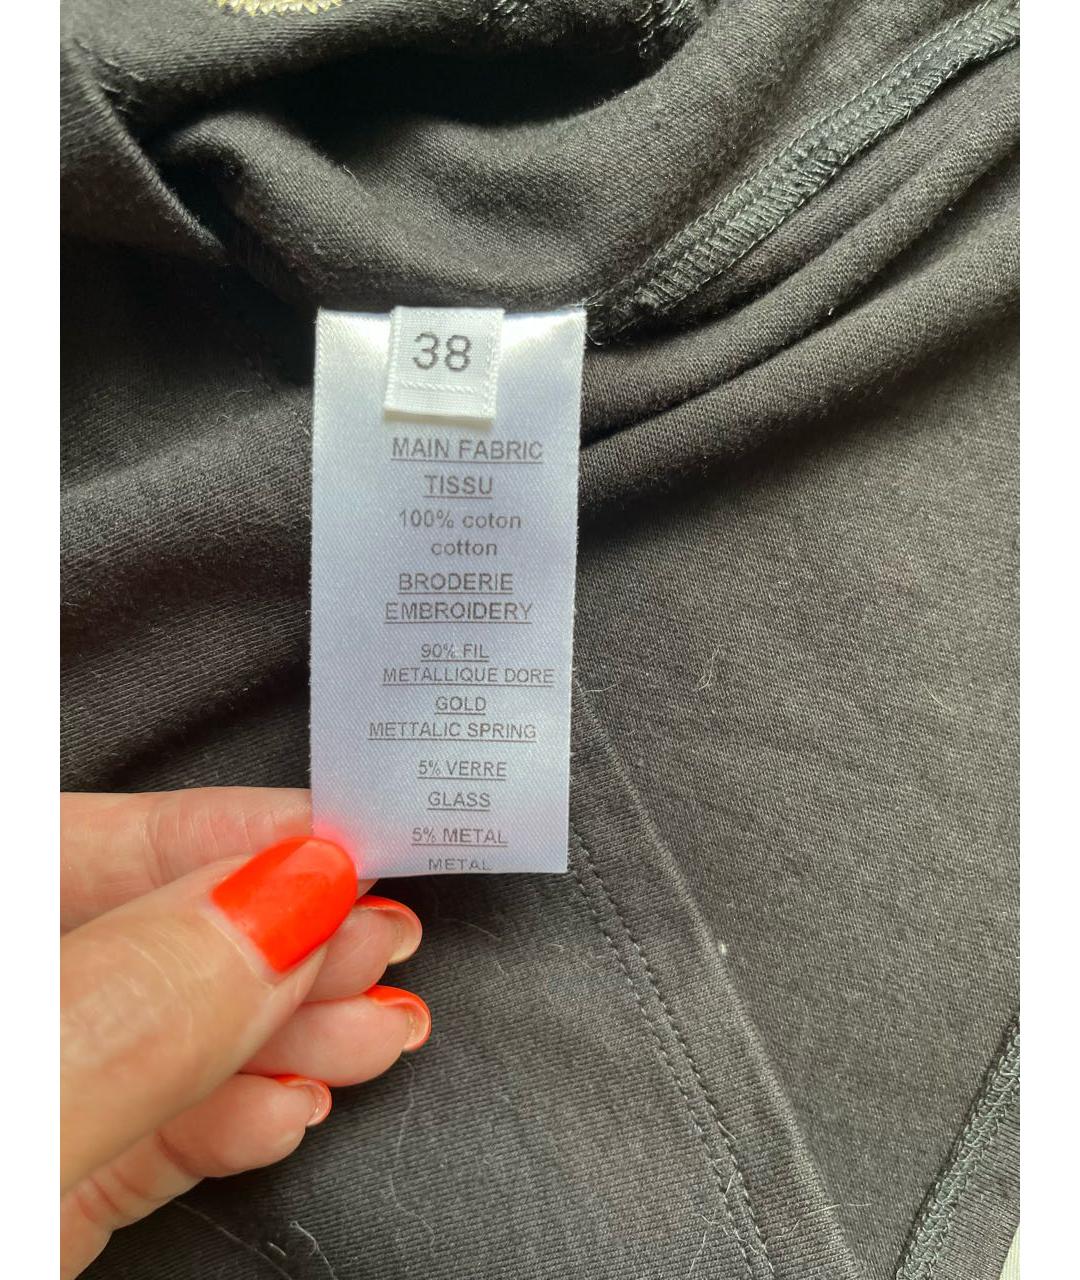 38
MAIN FABRIC
TISSU
100% coton
cotton
BRODERIE
EMBROIDERY
90% FIL
METALLIQUE DORE
GOLD
METTALIC SPRING
5% VERRE
GLASS
5% METAL
METAL